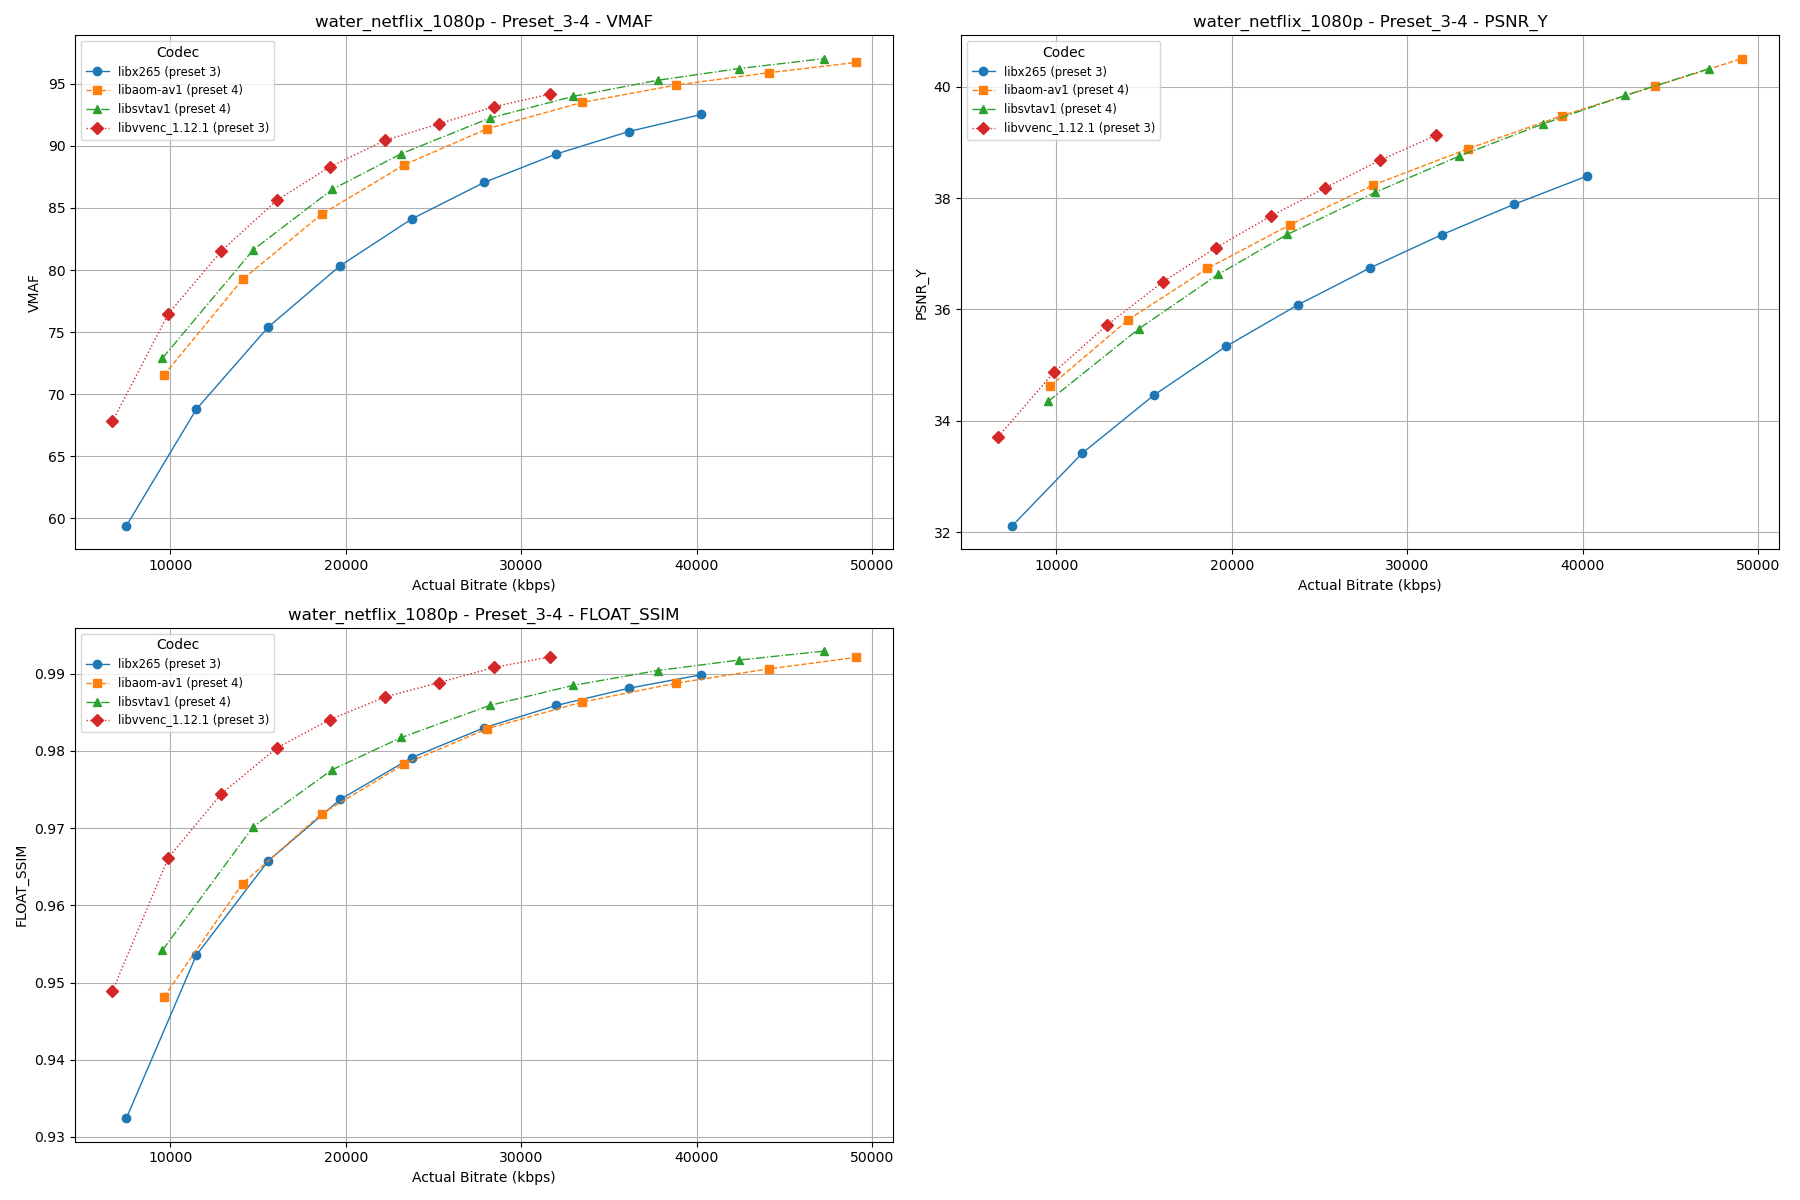 water_netflix_1080p - Preset_3-4 - VMAF
Codec
libx265 (preset 3)
libaom-av1 (preset 4)
libsvtav1 (preset 4)
libvvenc_1.12.1 (preset 3)
VMAF
95
90
85
80
75
70
65
60
10000 20000 30000 40000 50000
Actual Bitrate (kbps)
water_netflix_1080p - Preset_3-4 - PSNR_Y
Codec
libx265 (preset 3)
libaom-av1 (preset 4)
libsvtav1 (preset 4)
libvvenc_1.12.1 (preset 3)
PSNR_Y
40
38
36
34
32
10000 20000 30000 40000 50000
Actual Bitrate (kbps)
water_netflix_1080p - Preset_3-4 - FLOAT_SSIM
Codec
libx265 (preset 3)
libaom-av1 (preset 4)
libsvtav1 (preset 4)
libvvenc_1.12.1 (preset 3)
FLOAT_SSIM
0.99
0.98
0.97
0.96
0.95
0.94
0.93
10000 20000 30000 40000 50000
Actual Bitrate (kbps)